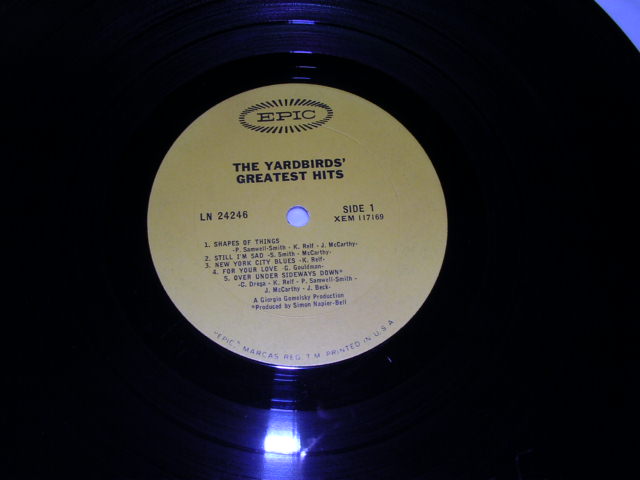 EPIC
THE YARDBIRDS'
GREATEST HITS
LN 24246
SIDE 1
XEM 117169
1. SHAPES OF THINGS
-P. Samwell-Smith - K. Relf - J. McCarthy-
2. STILL I'M SAD -S. Smith - McCarthy-
3. NEW YORK CITY BLUES -K. Relf-
4. FOR YOUR LOVE -G. Gouldman-
5. OVER UNDER SIDEWAYS DOWN*
-C. Dreja - K. Relf - P. Samwell-Smith -
J. McCarthy - J. Beck-
A Giorgio Gomelsky Production
*Produced by Simon Napier-Bell
"EPIC," MARCAS REG. T.M. PRINTED IN U.S.A.